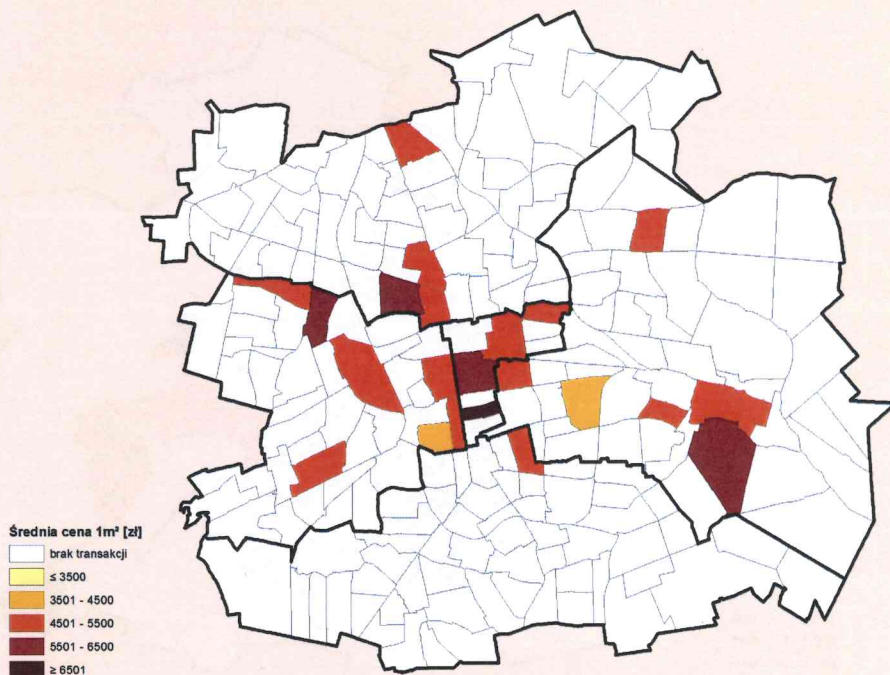 Średnia cena 1m² [zł]
brak transakcji
≤ 3500
3501 - 4500
4501 - 5500
5501 - 6500
≥ 6501